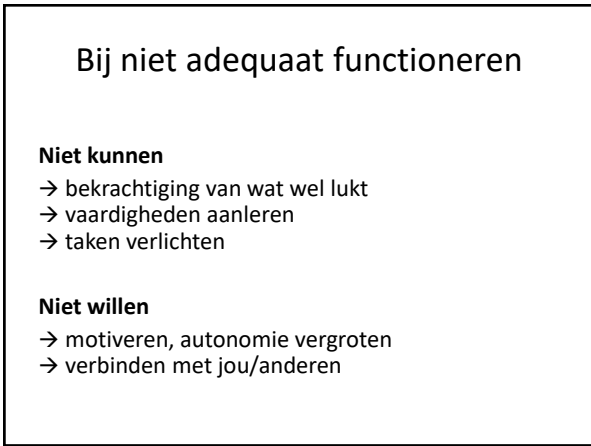 Bij niet adequaat functioneren
Niet kunnen
→ bekrachtiging van wat wel lukt
→ vaardigheden aanleren
→ taken verlichten
Niet willen
→ motiveren, autonomie vergroten
→ verbinden met jou/anderen